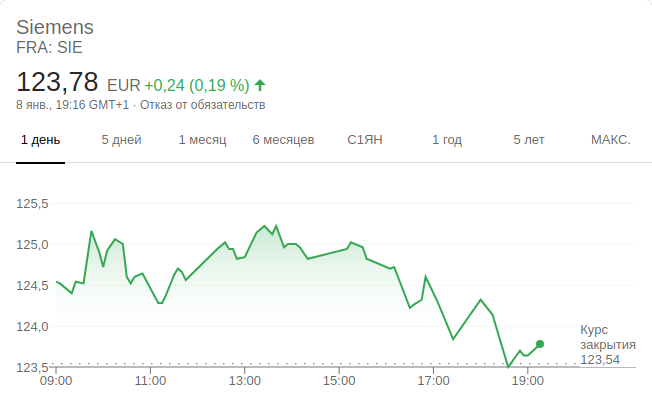 Siemens
FRA: SIE
123,78 EUR +0,24 (0,19 %)
8 янв., 19:16 GMT+1 · Отказ от обязательств
1 день 5 дней 1 месяц 6 месяцев С1ЯН 1 год 5 лет МАКС.
125,5
125,0
124,5
124,0
Курс
закрытия
123,54
123,5
09:00 11:00 13:00 15:00 17:00 19:00